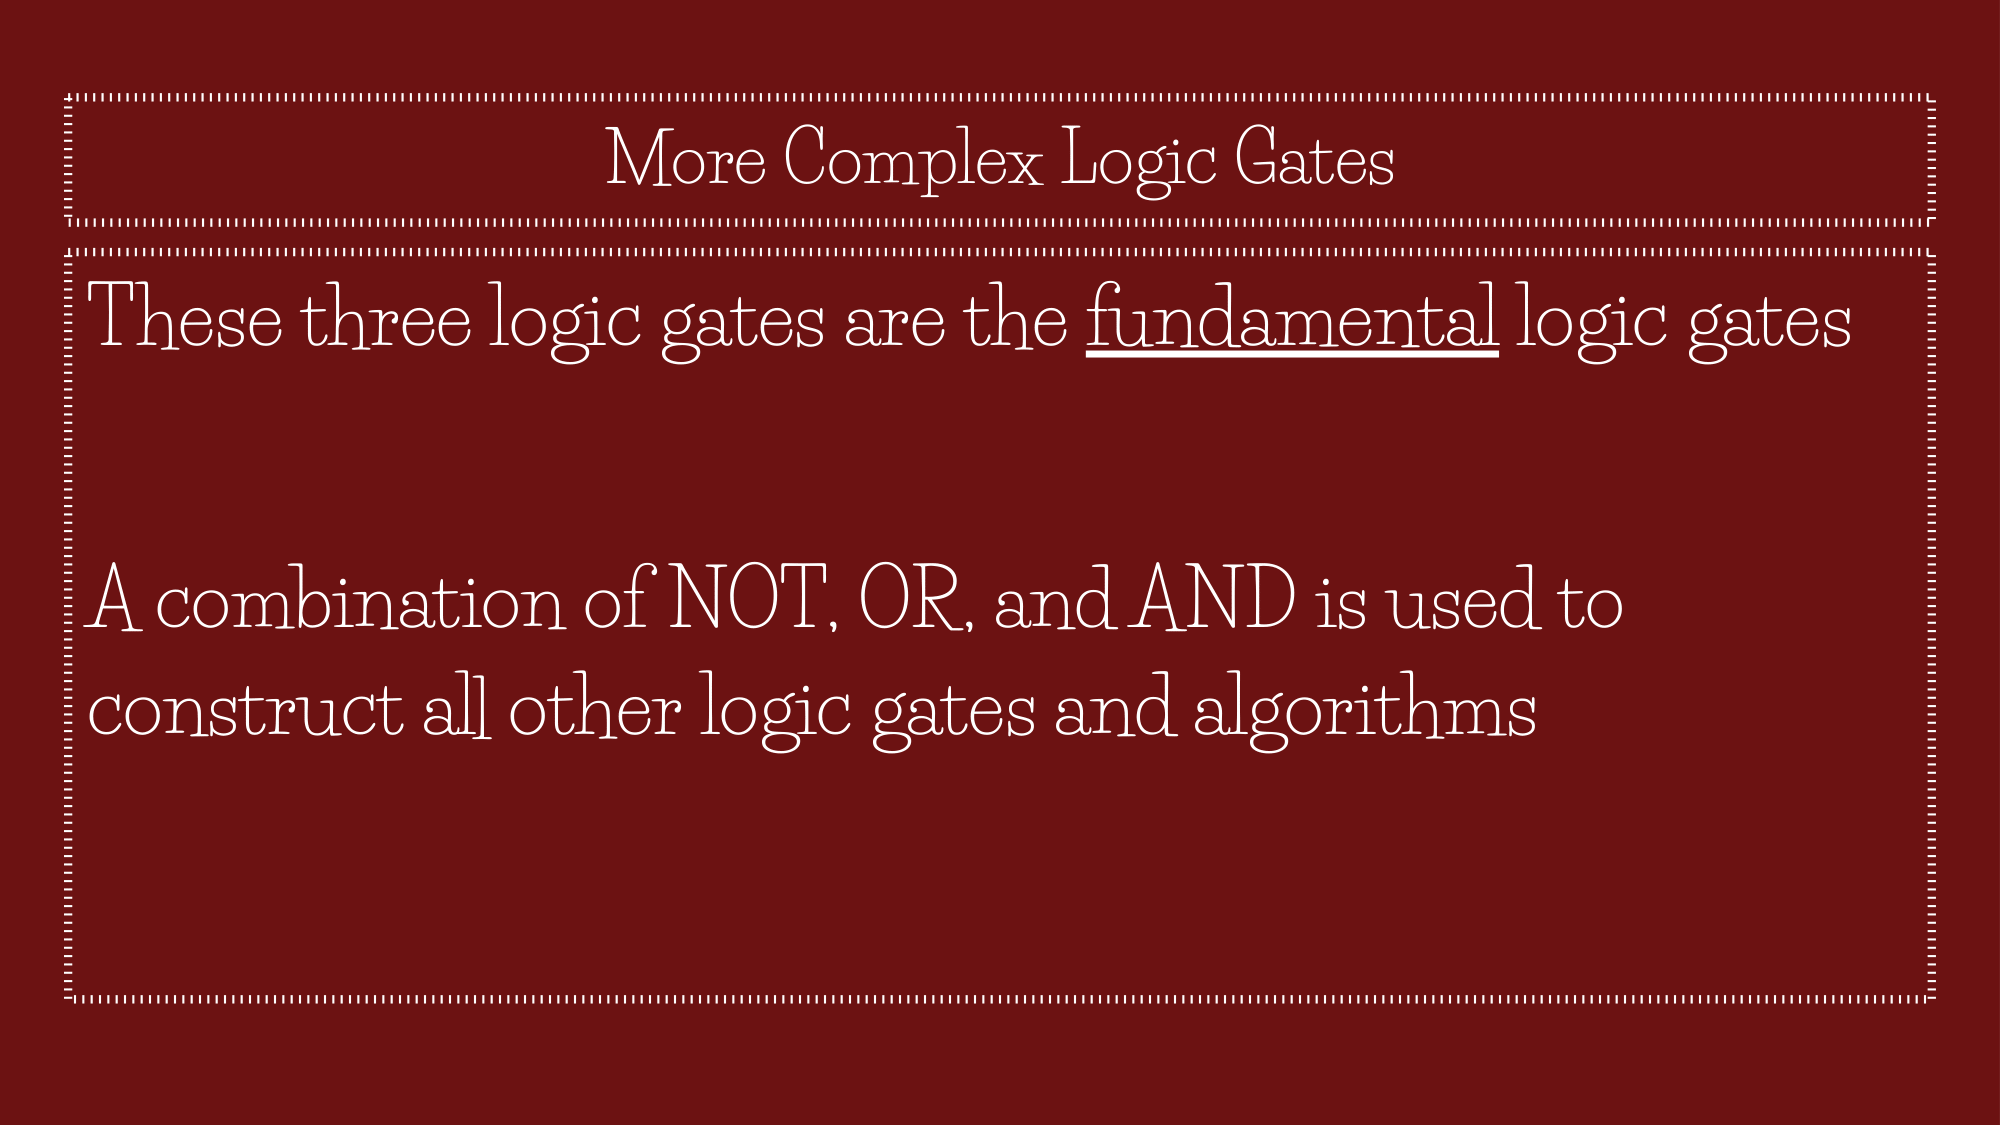 More Complex Logic Gates
These three logic gates are the fundamental logic gates
A combination of NOT, OR, and AND is used to
construct all other logic gates and algorithms